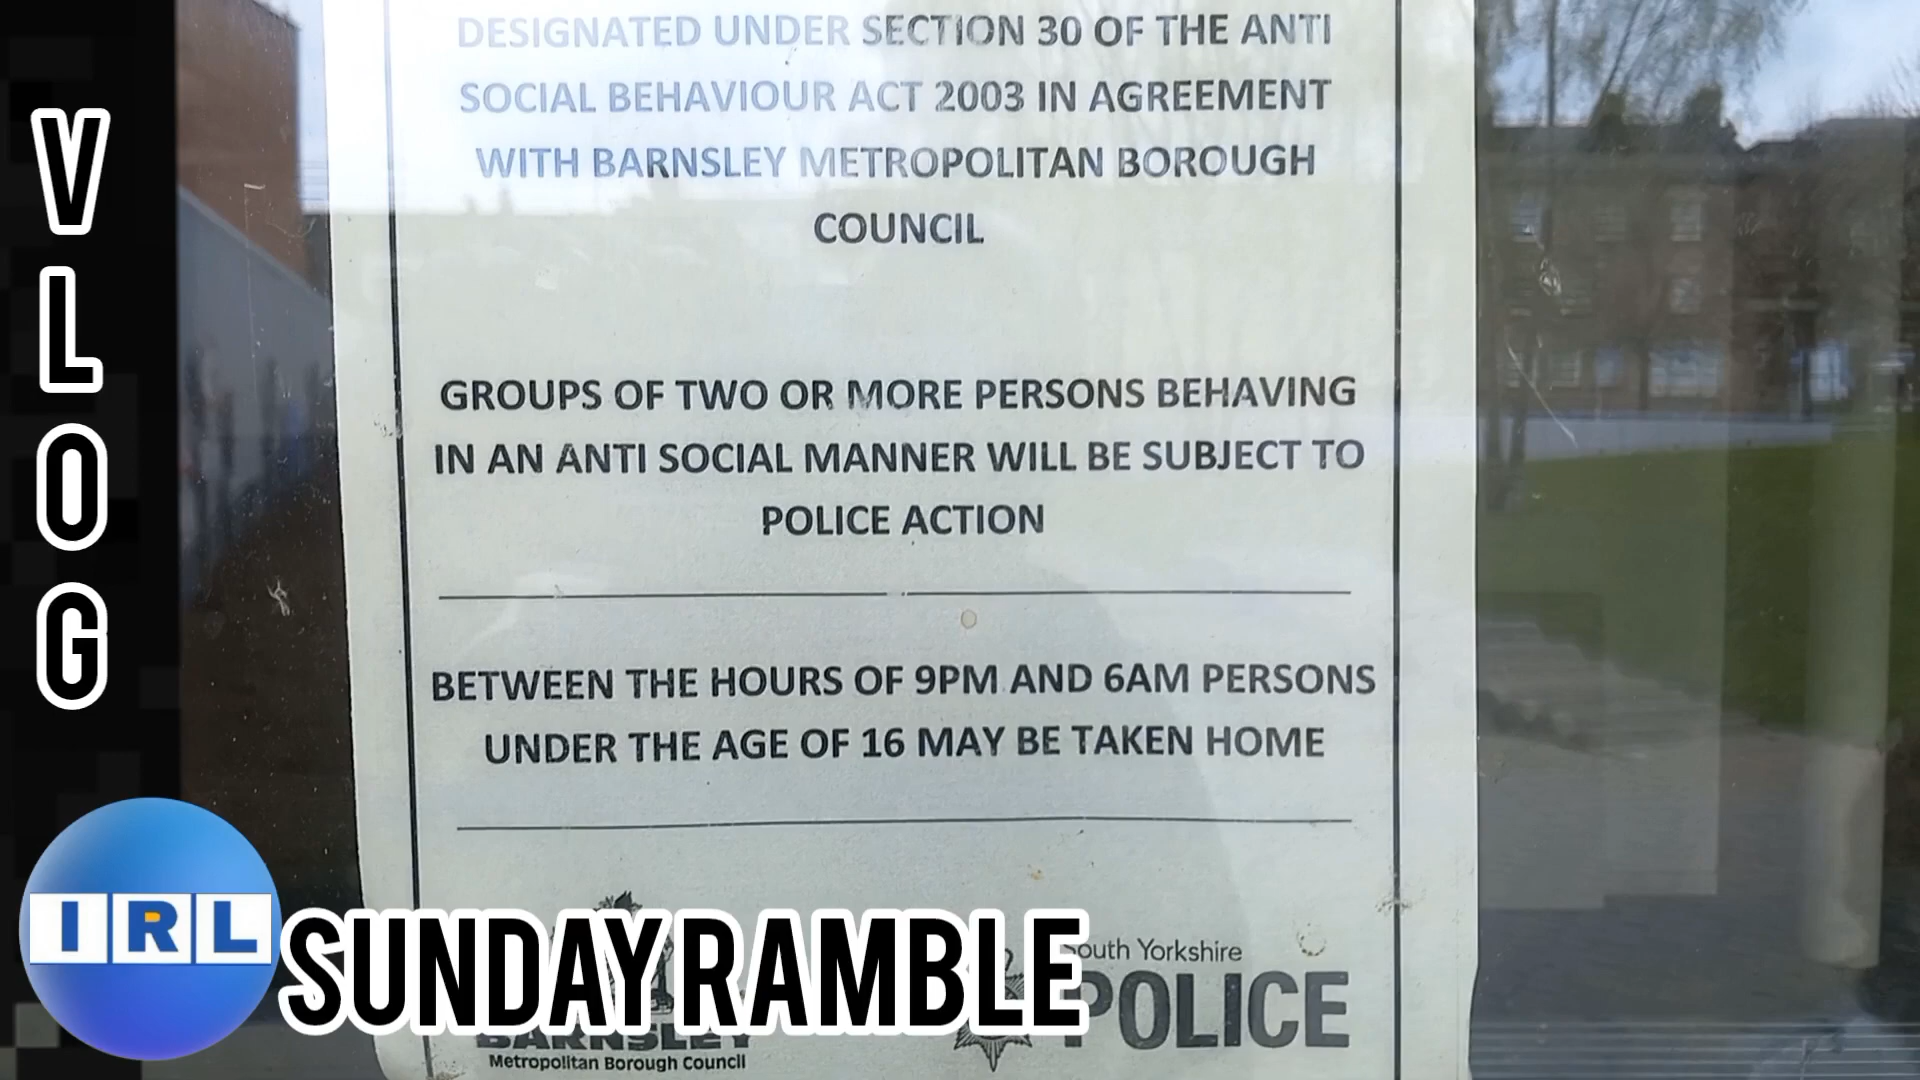 DESIGNATED UNDER SECTION 30 OF THE ANTI
SOCIAL BEHAVIOUR ACT 2003 IN AGREEMENT
WITH BARNSLEY METROPOLITAN BOROUGH
COUNCIL
GROUPS OF TWO OR MORE PERSONS BEHAVING
IN AN ANTI SOCIAL MANNER WILL BE SUBJECT TO
POLICE ACTION
BETWEEN THE HOURS OF 9PM AND 6AM PERSONS
UNDER THE AGE OF 16 MAY BE TAKEN HOME
BARNSLEY
Metropolitan Borough Council
South Yorkshire
POLICE
VLOG
IRL
SUNDAY RAMBLE